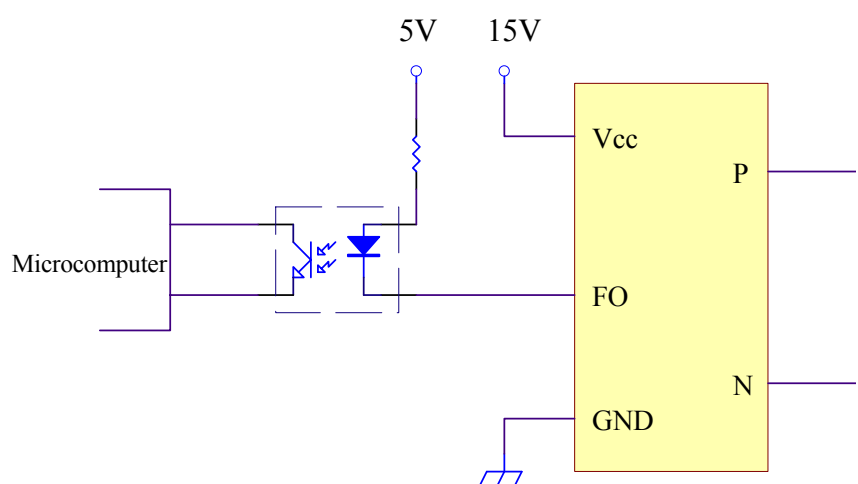 5V 15V
Vcc
P
Microcomputer
FO
N
GND